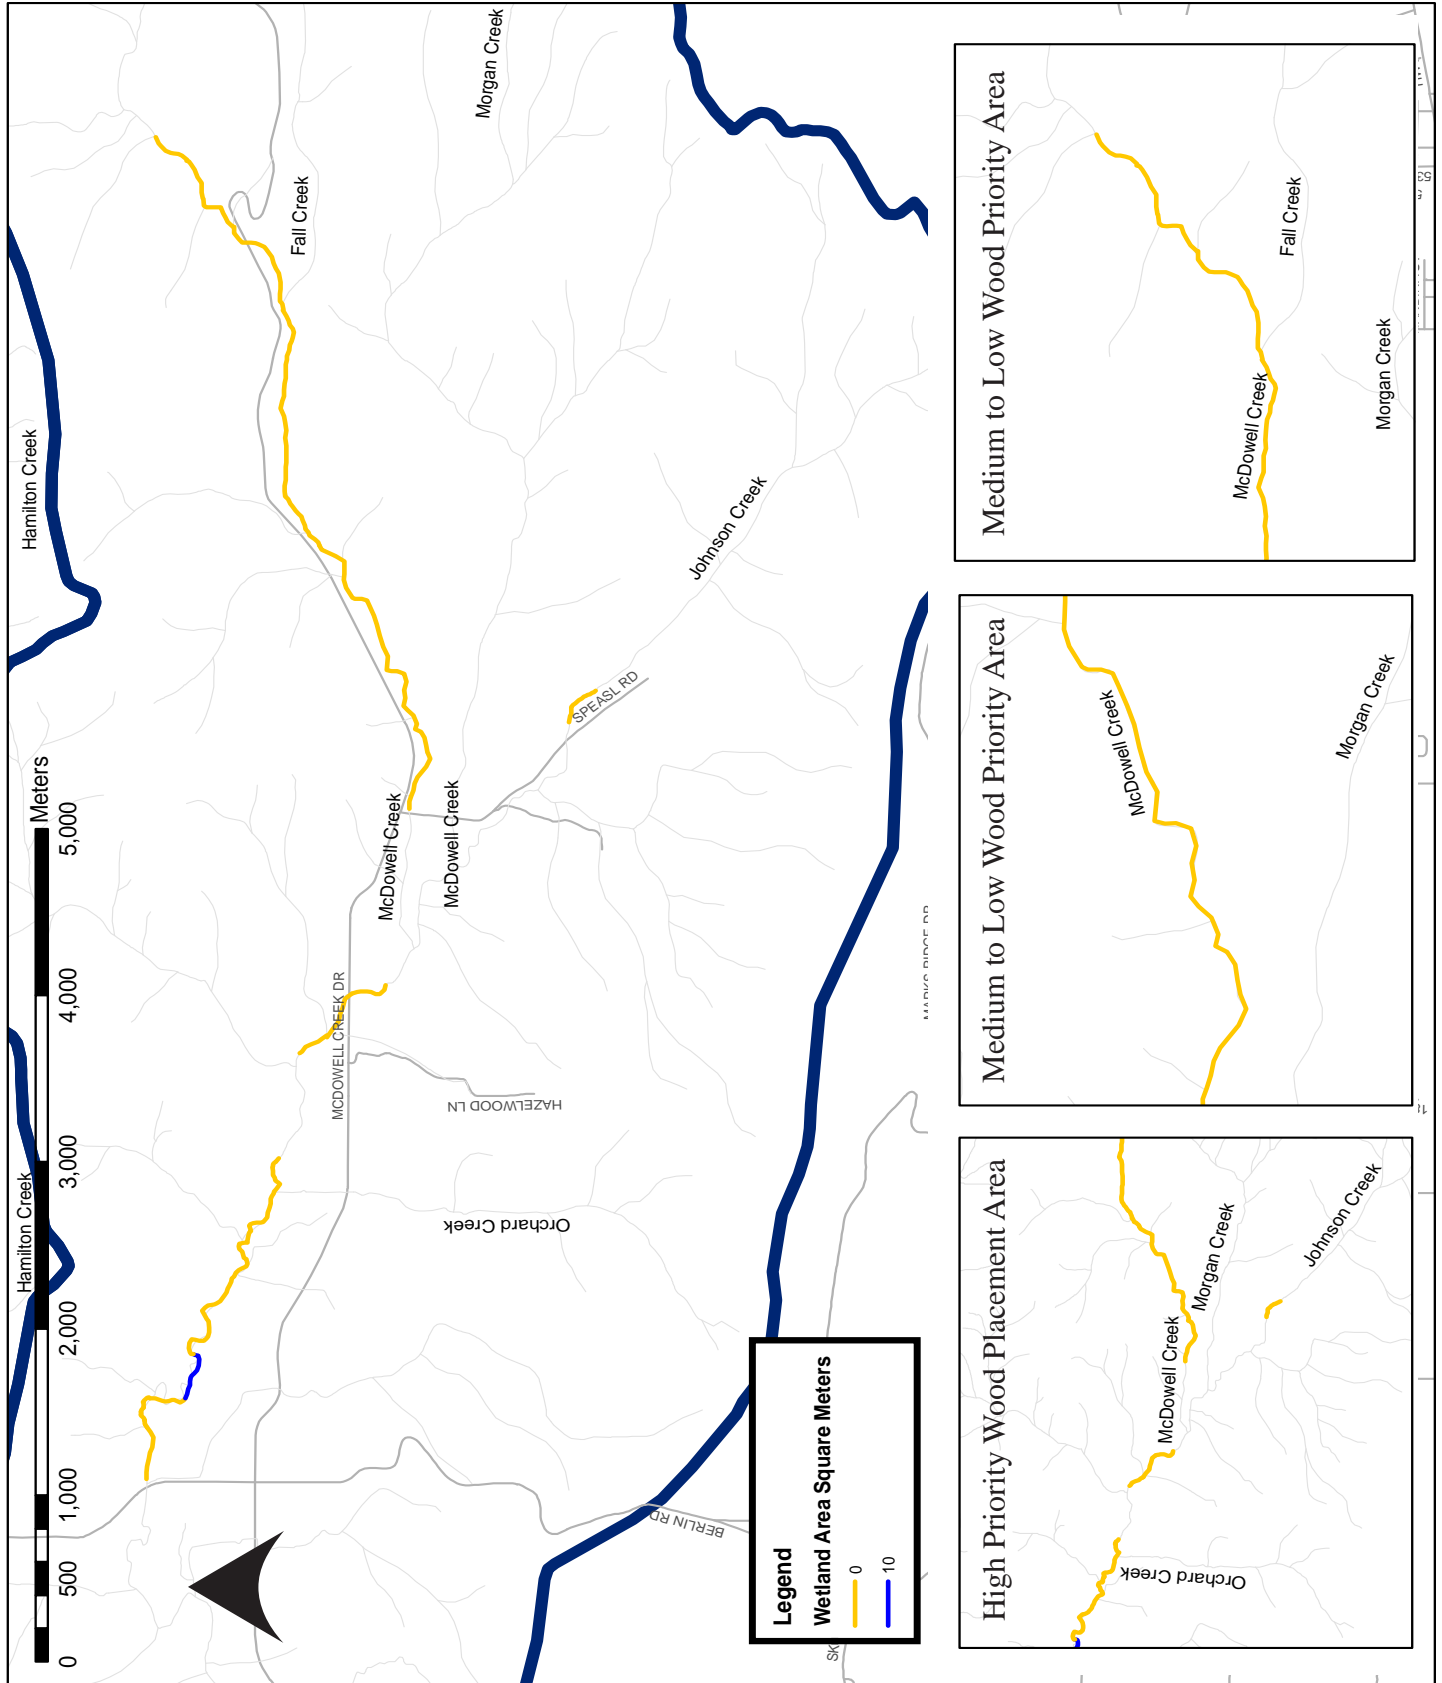 Hamilton Creek
Hamilton Creek
Morgan Creek
Fall Creek
Johnson Creek
SPEASL RD
McDowell Creek
McDowell Creek
MCDOWELL CREEK DR
HAZELWOOD LN
Orchard Creek
BERLIN RD
MARKS RIDGE DR
SK
0
500
1,000
2,000
3,000
4,000
5,000
Meters
Legend
Wetland Area Square Meters
0
10
High Priority Wood Placement Area
Orchard Creek
McDowell Creek
Morgan Creek
Johnson Creek
Medium to Low Wood Priority Area
McDowell Creek
Morgan Creek
Medium to Low Wood Priority Area
McDowell Creek
Fall Creek
Morgan Creek